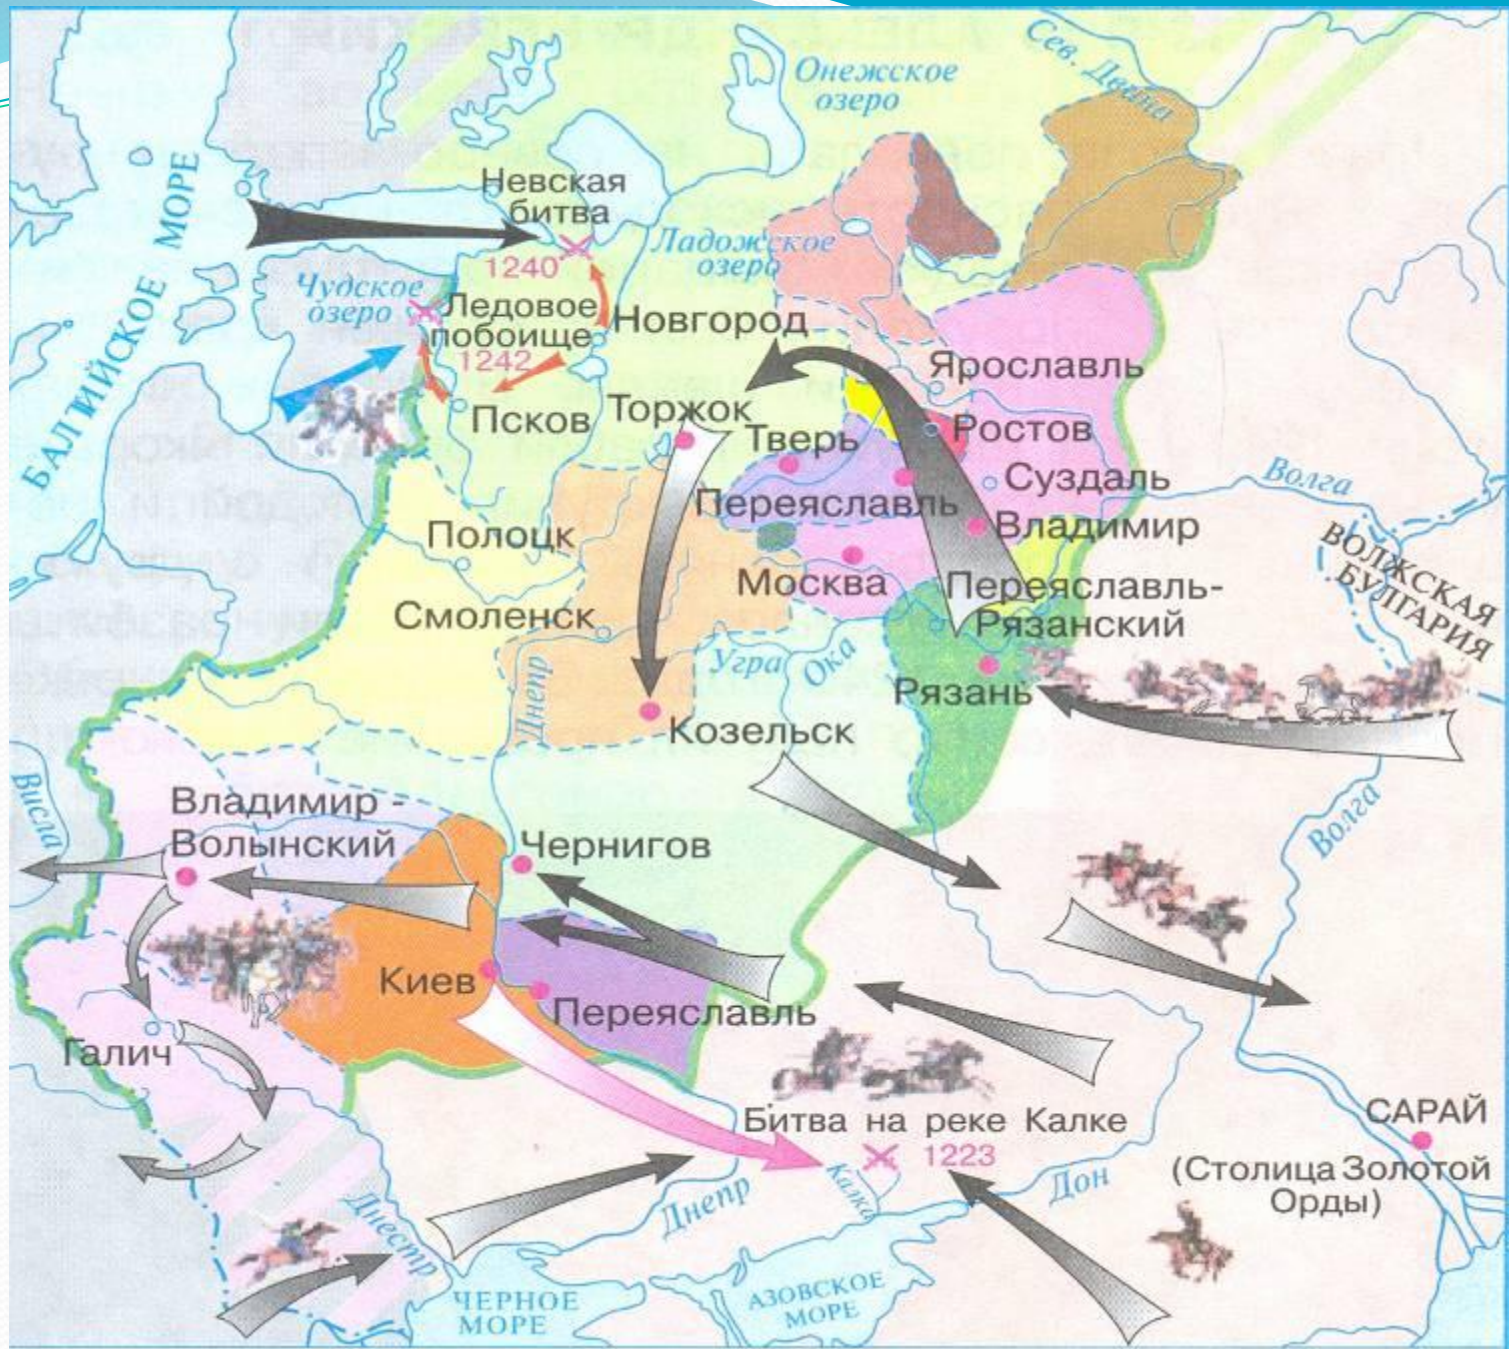 Онежское
озеро
Сев. Двина
БАЛТИЙСКОЕ МОРЕ
Невская
битва
1240
Ладожское
озеро
Чудское
озеро
Ледовое
побоище
1242
Новгород
Псков
Торжок
Тверь
Ярославль
Ростов
Суздаль
Переяславль
Владимир
Волга
ВОЛЖСКАЯ
БУЛГАРИЯ
Полоцк
Москва
Переяславль-
Рязанский
Смоленск
Днепр
Угра
Ока
Рязань
Козельск
Висла
Владимир -
Волынский
Чернигов
Волга
Киев
Переяславль
Галич
Битва на реке Калке
1223
САРАЙ
(Столица Золотой
Орды)
Днестр
Днепр
Калка
Дон
ЧЕРНОЕ
МОРЕ
АЗОВСКОЕ
МОРЕ